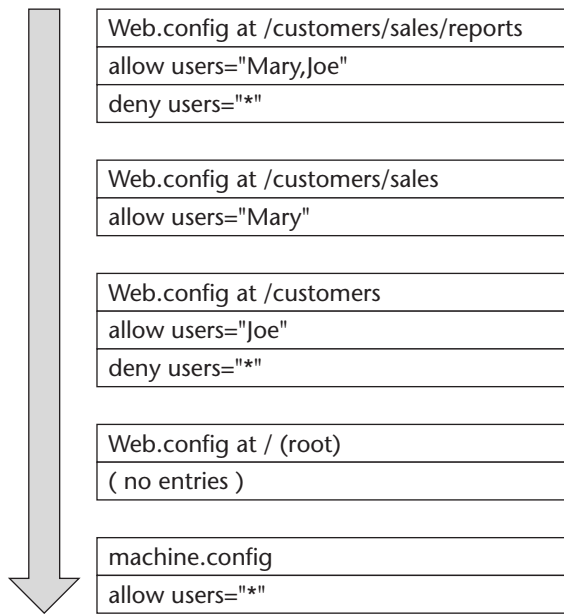 Web.config at /customers/sales/reports
allow users="Mary,Joe"
deny users="*"
Web.config at /customers/sales
allow users="Mary"
Web.config at /customers
allow users="Joe"
deny users="*"
Web.config at / (root)
( no entries )
machine.config
allow users="*"